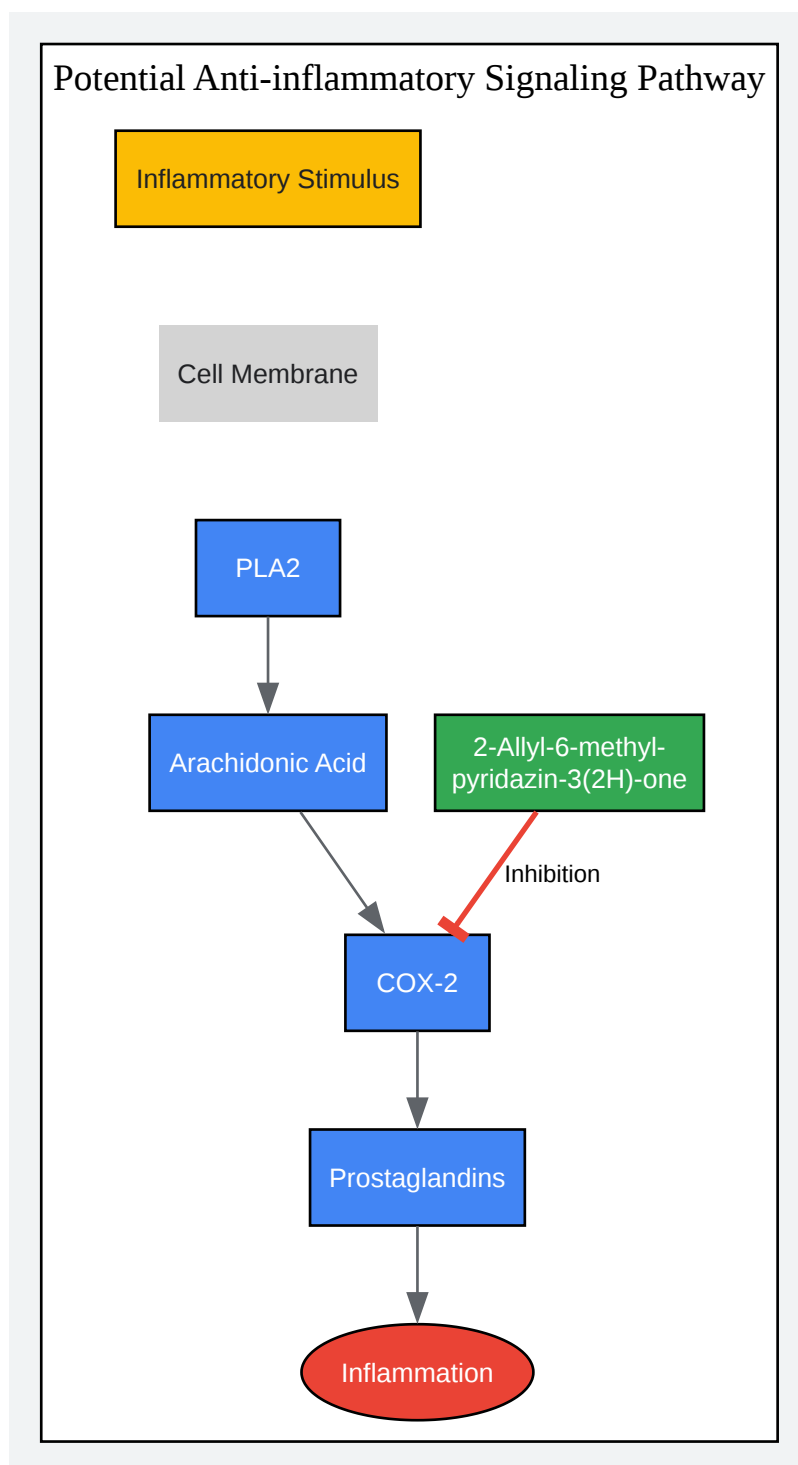 Potential Anti-inflammatory Signaling Pathway
Inflammatory Stimulus
Cell Membrane
PLA2
Arachidonic Acid
2-Allyl-6-methyl-
pyridazin-3(2H)-one
Inhibition
COX-2
Prostaglandins
Inflammation